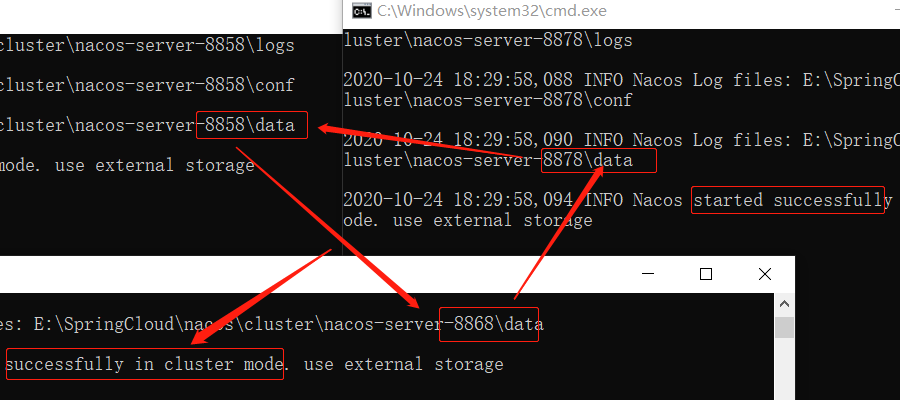 cluster\nacos-server-8858\logs
cluster\nacos-server-8858\conf
cluster\nacos-server-8858\data
mode. use external storage
C:\Windows\system32\cmd.exe
luster\nacos-server-8878\logs
2020-10-24 18:29:58,088 INFO Nacos Log files: E:\SpringCl
luster\nacos-server-8878\conf
2020-10-24 18:29:58,090 INFO Nacos Log files: E:\SpringCl
luster\nacos-server-8878\data
2020-10-24 18:29:58,094 INFO Nacos started successfully
ode. use external storage
es: E:\SpringCloud\nacos\cluster\nacos-server-8868\data
successfully in cluster mode. use external storage